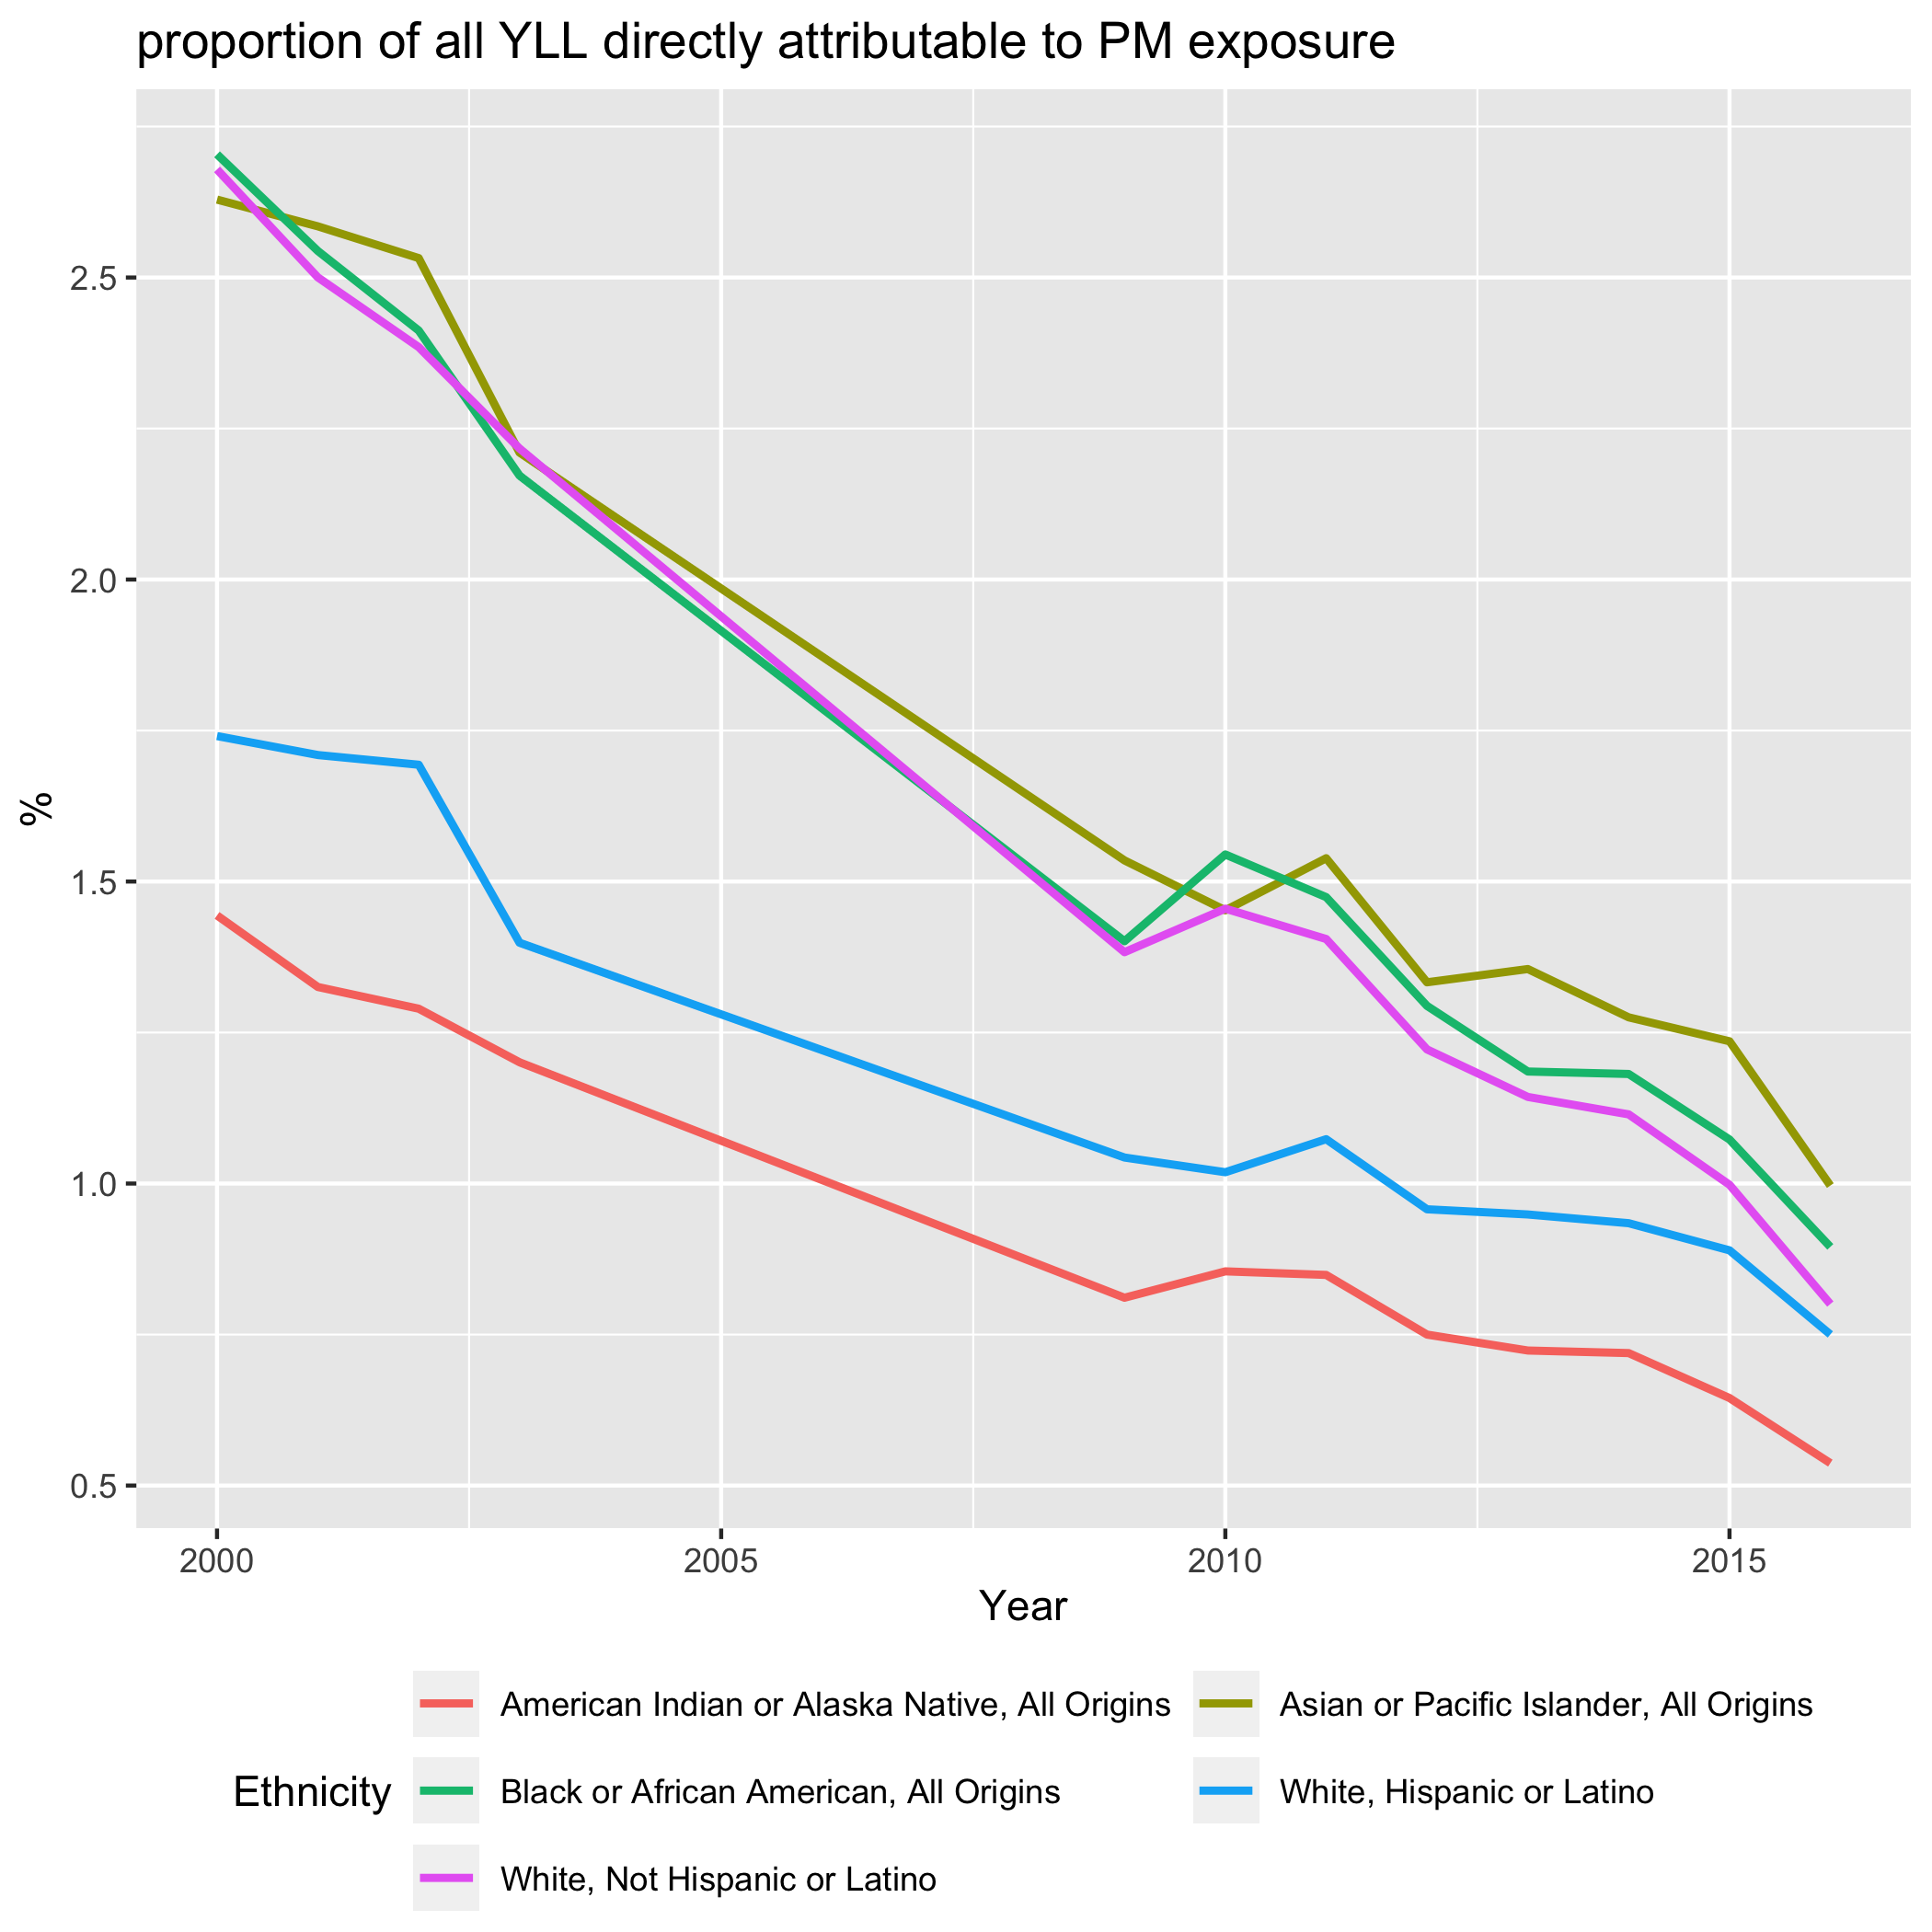 proportion of all YLL directly attributable to PM exposure
%
2.5
2.0
1.5
1.0
0.5
2000 2005 2010 2015
Year
Ethnicity
American Indian or Alaska Native, All Origins
Asian or Pacific Islander, All Origins
Black or African American, All Origins
White, Hispanic or Latino
White, Not Hispanic or Latino